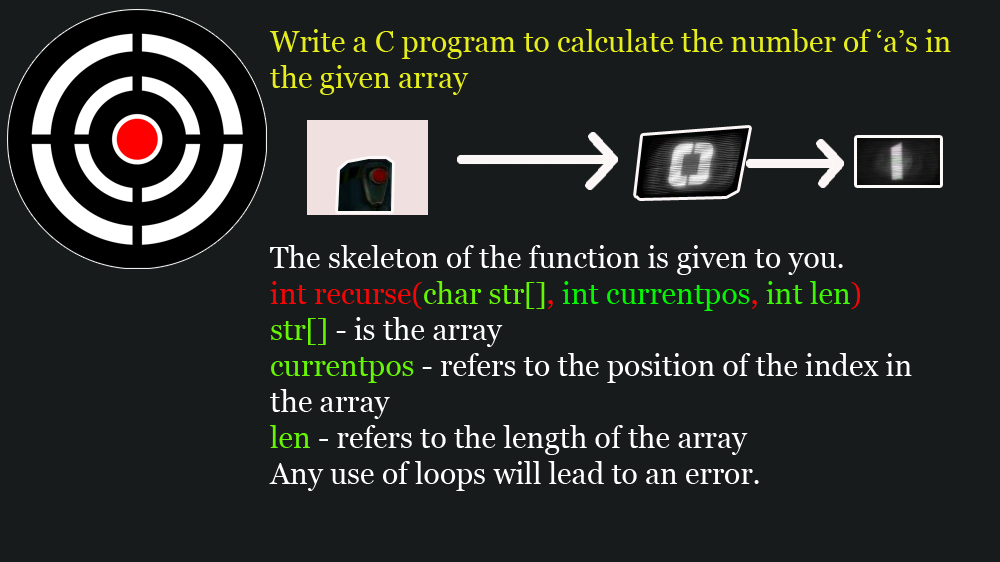 Write a C program to calculate the number of ‘a’s in
the given array
0
1
The skeleton of the function is given to you.
int recurse(char str[], int currentpos, int len)
str[] - is the array
currentpos - refers to the position of the index in
the array
len - refers to the length of the array
Any use of loops will lead to an error.